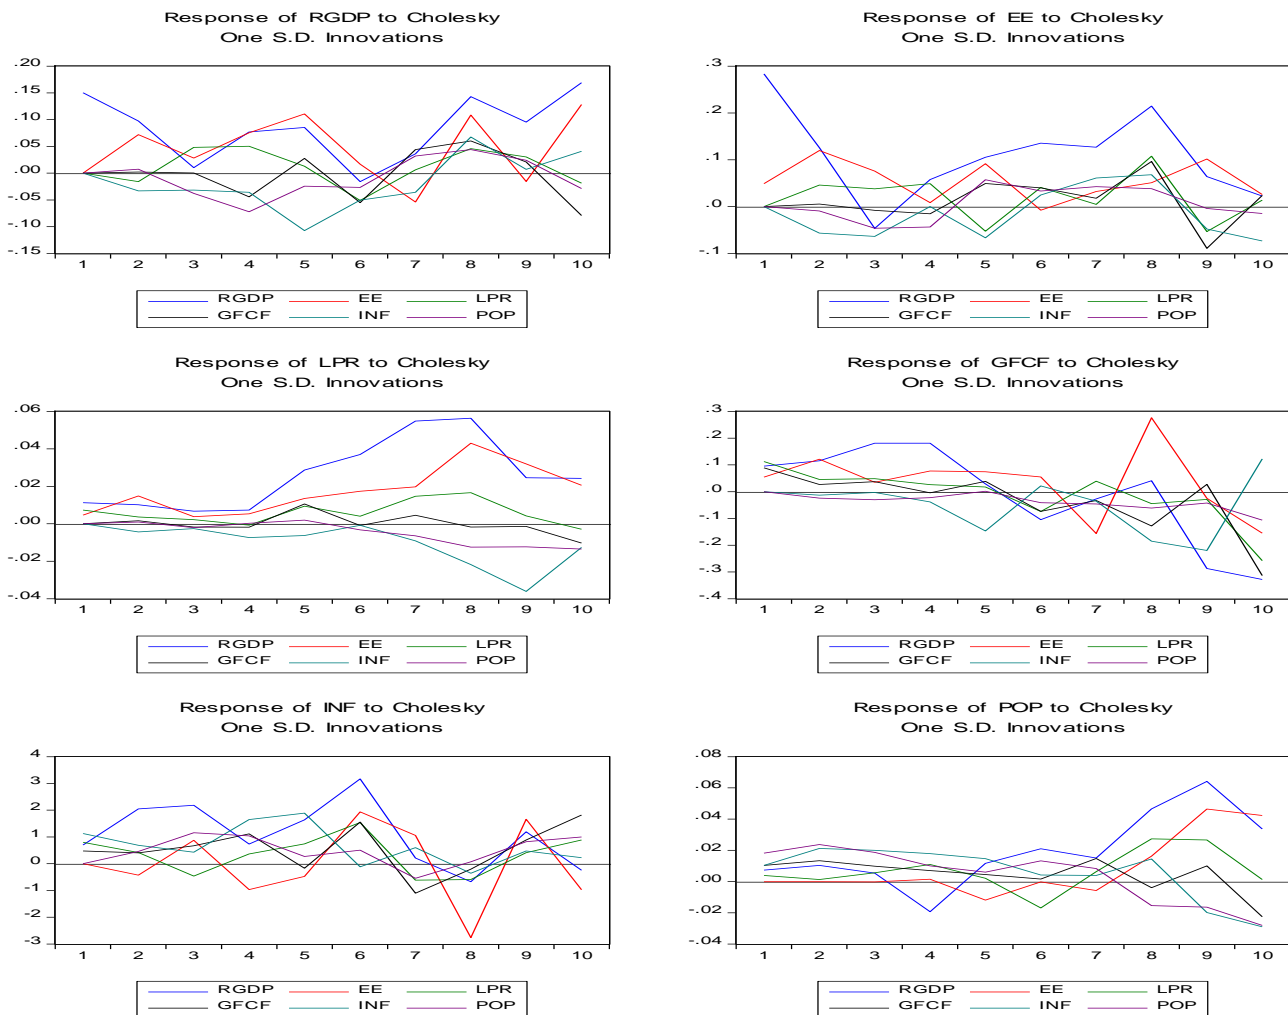 Response of RGDP to Cholesky
One S.D. Innovations
.20
.15
.10
.05
.00
-.05
-.10
-.15
1 2 3 4 5 6 7 8 9 10
RGDP EE LPR
GFCF INF POP
Response of EE to Cholesky
One S.D. Innovations
.3
.2
.1
.0
-.1
1 2 3 4 5 6 7 8 9 10
RGDP EE LPR
GFCF INF POP
Response of LPR to Cholesky
One S.D. Innovations
.06
.04
.02
.00
-.02
-.04
1 2 3 4 5 6 7 8 9 10
RGDP EE LPR
GFCF INF POP
Response of GFCF to Cholesky
One S.D. Innovations
.3
.2
.1
.0
-.1
-.2
-.3
-.4
1 2 3 4 5 6 7 8 9 10
RGDP EE LPR
GFCF INF POP
Response of INF to Cholesky
One S.D. Innovations
4
3
2
1
0
-1
-2
-3
1 2 3 4 5 6 7 8 9 10
RGDP EE LPR
GFCF INF POP
Response of POP to Cholesky
One S.D. Innovations
.08
.06
.04
.02
.00
-.02
-.04
1 2 3 4 5 6 7 8 9 10
RGDP EE LPR
GFCF INF POP